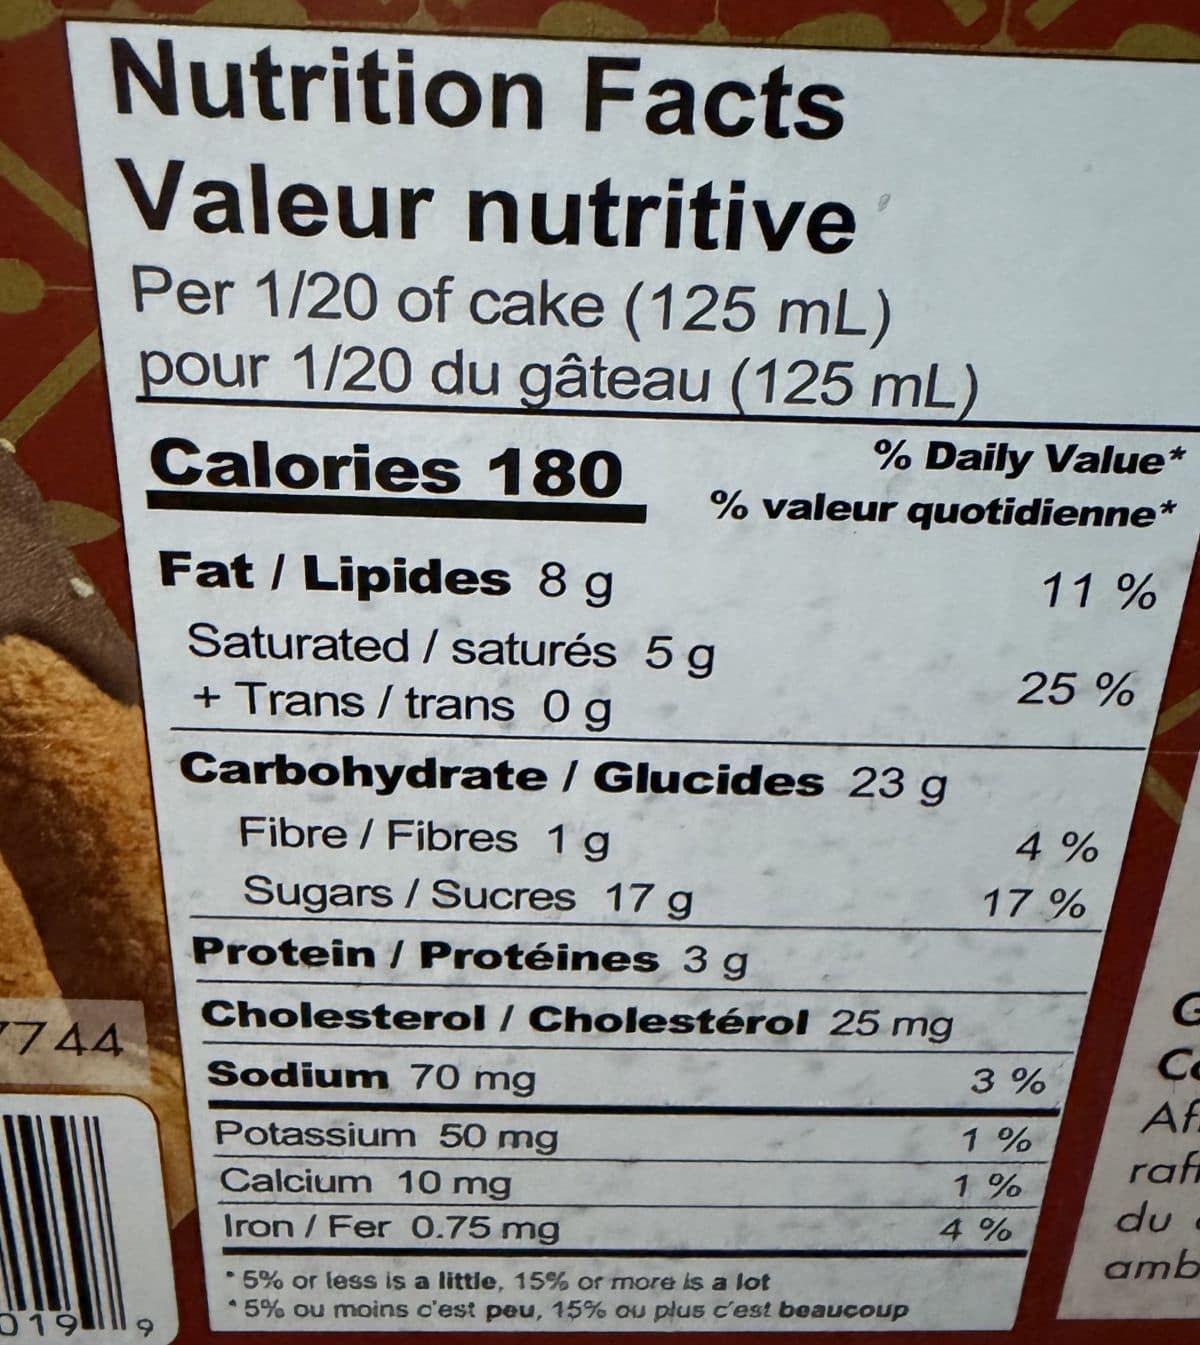 Nutrition Facts
Valeur nutritive
Per 1/20 of cake (125 mL)
pour 1/20 du gâteau (125 mL)
Calories 180
% Daily Value*
% valeur quotidienne*
Fat / Lipides 8 g 11 %
Saturated / saturés 5 g
+ Trans / trans 0 g
25 %
Carbohydrate / Glucides 23 g
Fibre / Fibres 1 g 4 %
Sugars / Sucres 17 g 17 %
Protein / Protéines 3 g
Cholesterol / Cholestérol 25 mg
Sodium 70 mg 3 %
Potassium 50 mg 1 %
Calcium 10 mg 1 %
Iron / Fer 0.75 mg 4 %
* 5% or less is a little, 15% or more is a lot
* 5% ou moins c'est peu, 15% ou plus c'est beaucoup
7744
019 9
du